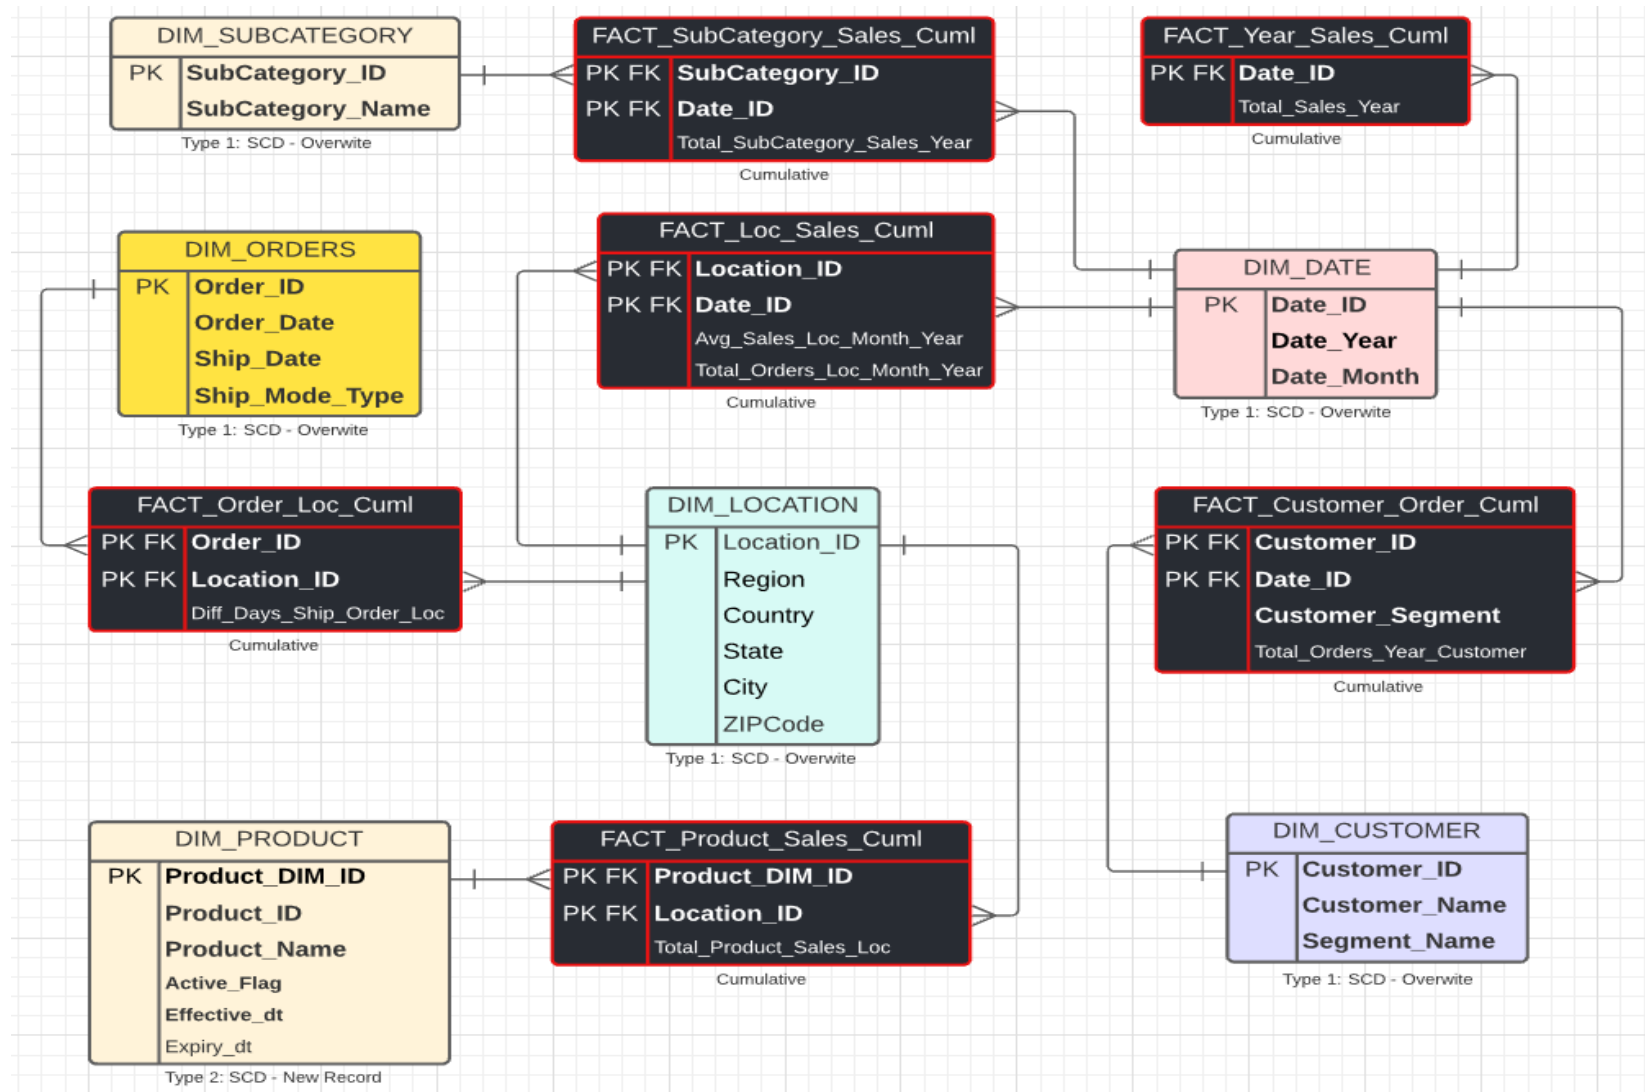 DIM_SUBCATEGORY
PK SubCategory_ID
SubCategory_Name
Type 1: SCD - Overwite
FACT_SubCategory_Sales_Cuml
PK FK SubCategory_ID
PK FK Date_ID
Total_SubCategory_Sales_Year
Cumulative
FACT_Year_Sales_Cuml
PK FK Date_ID
Total_Sales_Year
Cumulative
DIM_ORDERS
PK Order_ID
Order_Date
Ship_Date
Ship_Mode_Type
Type 1: SCD - Overwite
FACT_Loc_Sales_Cuml
PK FK Location_ID
PK FK Date_ID
Avg_Sales_Loc_Month_Year
Total_Orders_Loc_Month_Year
Cumulative
DIM_DATE
PK Date_ID
Date_Year
Date_Month
Type 1: SCD - Overwite
FACT_Order_Loc_Cuml
PK FK Order_ID
PK FK Location_ID
Diff_Days_Ship_Order_Loc
Cumulative
DIM_LOCATION
PK Location_ID
Region
Country
State
City
ZIPCode
Type 1: SCD - Overwite
FACT_Customer_Order_Cuml
PK FK Customer_ID
PK FK Date_ID
Customer_Segment
Total_Orders_Year_Customer
Cumulative
DIM_PRODUCT
PK Product_DIM_ID
Product_ID
Product_Name
Active_Flag
Effective_dt
Expiry_dt
Type 2: SCD - New Record
FACT_Product_Sales_Cuml
PK FK Product_DIM_ID
PK FK Location_ID
Total_Product_Sales_Loc
Cumulative
DIM_CUSTOMER
PK Customer_ID
Customer_Name
Segment_Name
Type 1: SCD - Overwite